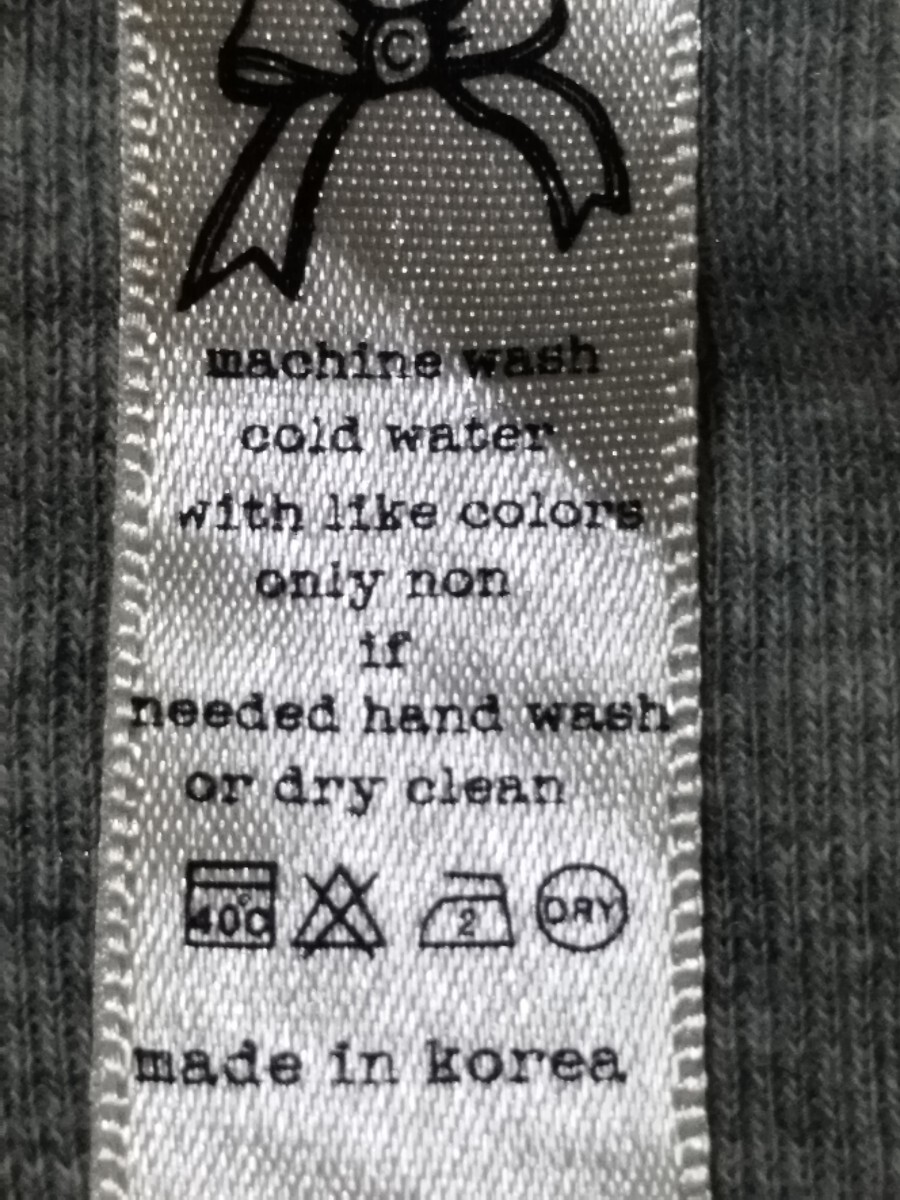 C
machine wash
cold water
with like colors
only non
if
needed hand wash
or dry clean
40°C 2 DRY
made in korea